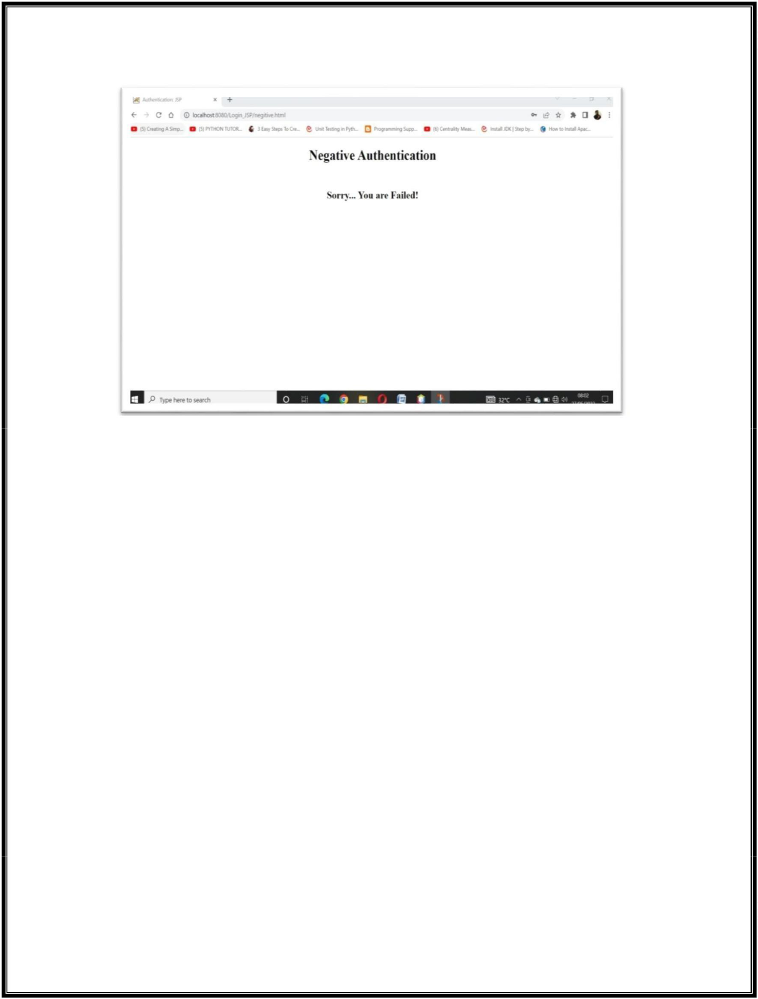 Authentication: JSP
localhost:8080/Login_JSP/negitive.html
(5) Creating A Simp... (5) PYTHON TUTOR... 3 Easy Steps To Cre... Unit Testing in Pyth... Programming Supp... (6) Centrality Meas... Install JDK | Step by... How to Install Apac...
Negative Authentication
Sorry... You are Failed!
Type here to search 32°C 08:02